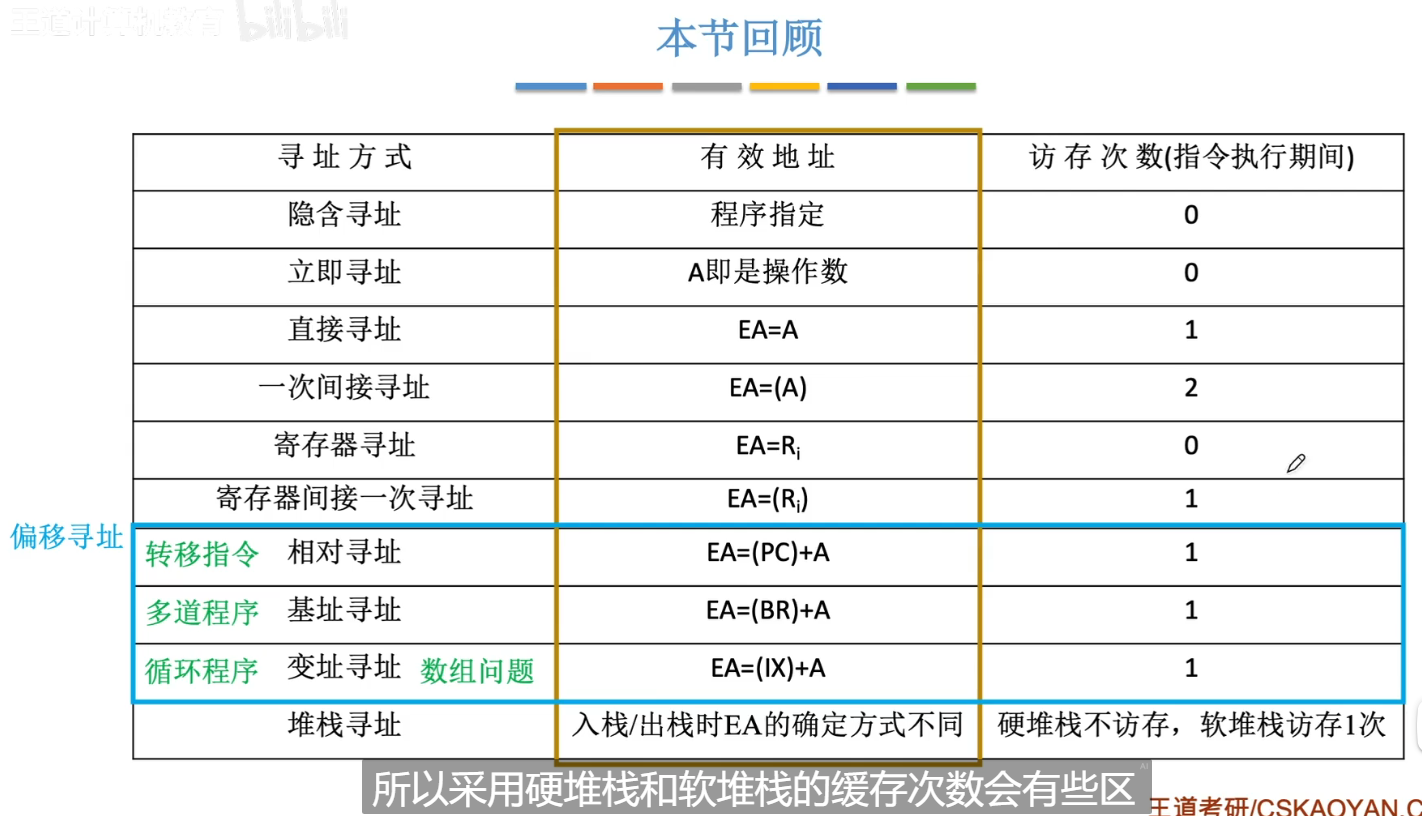 王道计算机教育 bilibili
本节回顾
寻址方式 有效地址 访存次数(指令执行期间)
隐含寻址 程序指定 0
立即寻址 A即是操作数 0
直接寻址 EA=A 1
一次间接寻址 EA=(A) 2
寄存器寻址 EA=Ri 0
寄存器间接一次寻址 EA=(Ri) 1
偏移寻址
转移指令 相对寻址 EA=(PC)+A 1
多道程序 基址寻址 EA=(BR)+A 1
循环程序 变址寻址 数组问题 EA=(IX)+A 1
堆栈寻址 入栈/出栈时EA的确定方式不同 硬堆栈不访存，软堆栈访存1次
所以采用硬堆栈和软堆栈的缓存次数会有些区
AI
王道考研/CSKAOYAN.C